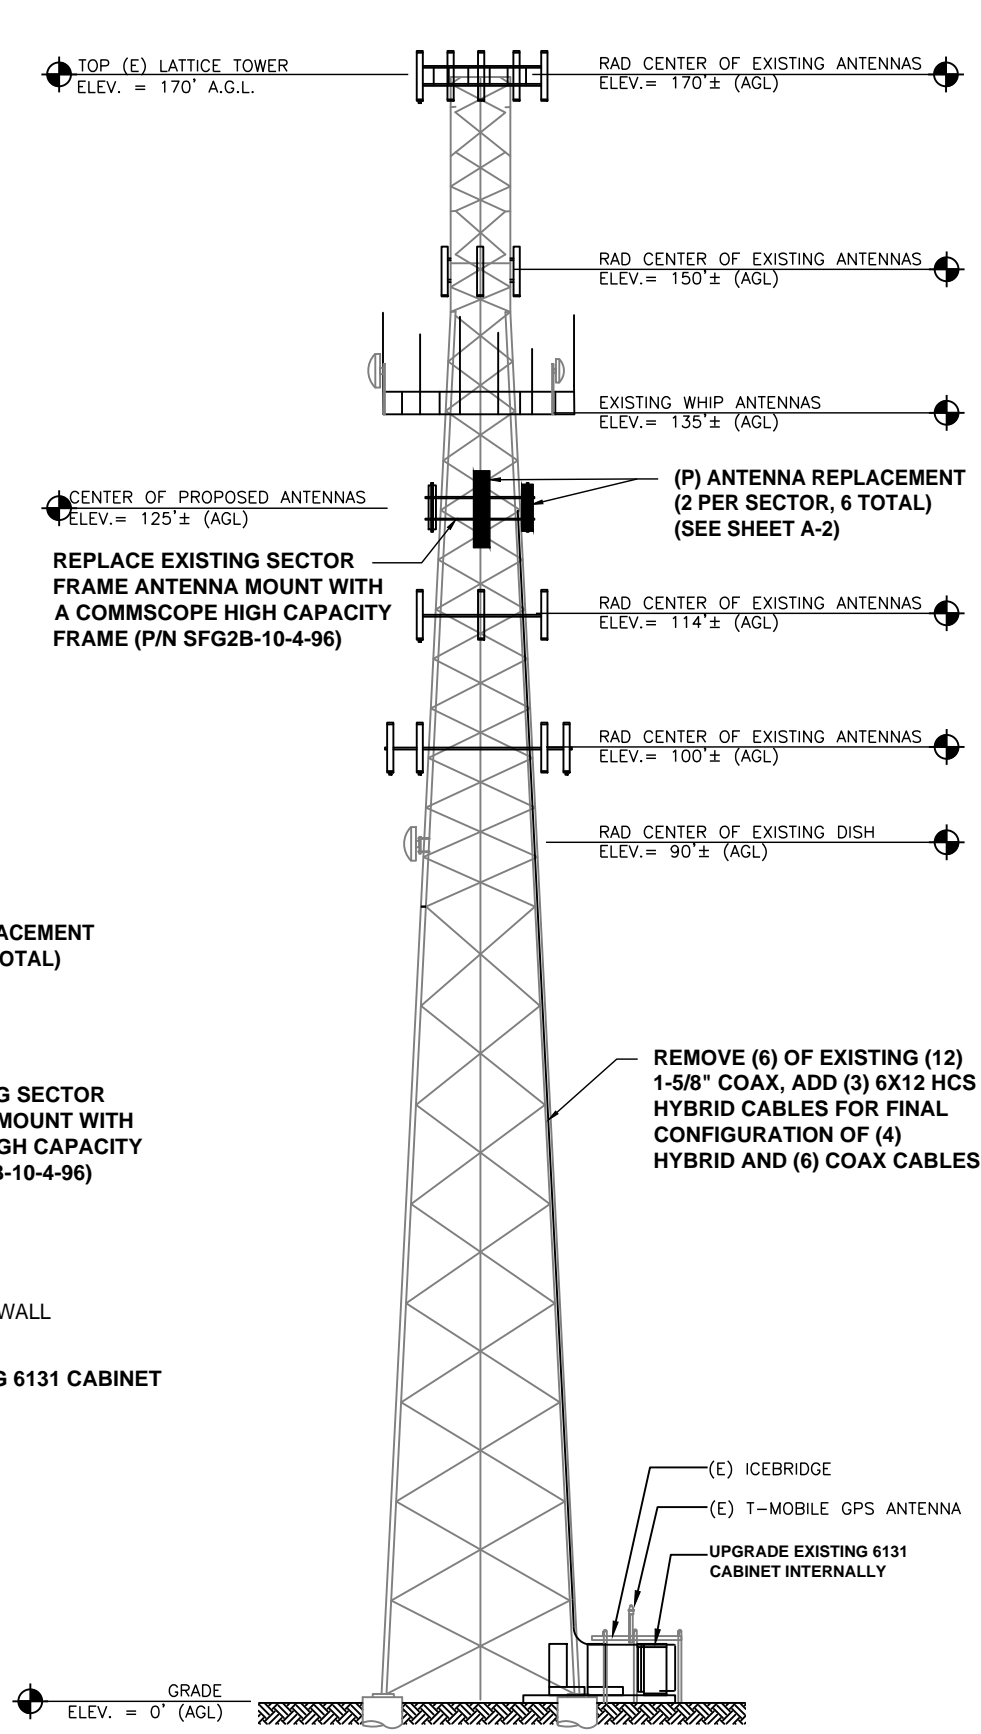 TOP (E) LATTICE TOWER
ELEV. = 170' A.G.L.
RAD CENTER OF EXISTING ANTENNAS
ELEV.= 170'± (AGL)
RAD CENTER OF EXISTING ANTENNAS
ELEV.= 150'± (AGL)
EXISTING WHIP ANTENNAS
ELEV.= 135'± (AGL)
(P) ANTENNA REPLACEMENT
(2 PER SECTOR, 6 TOTAL)
(SEE SHEET A-2)
CENTER OF PROPOSED ANTENNAS
ELEV.= 125'± (AGL)
REPLACE EXISTING SECTOR
FRAME ANTENNA MOUNT WITH
A COMMSCOPE HIGH CAPACITY
FRAME (P/N SFG2B-10-4-96)
RAD CENTER OF EXISTING ANTENNAS
ELEV.= 114'± (AGL)
RAD CENTER OF EXISTING ANTENNAS
ELEV.= 100'± (AGL)
RAD CENTER OF EXISTING DISH
ELEV.= 90'± (AGL)
ACEMENT
OTAL)
REMOVE (6) OF EXISTING (12)
1-5/8" COAX, ADD (3) 6X12 HCS
HYBRID CABLES FOR FINAL
CONFIGURATION OF (4)
HYBRID AND (6) COAX CABLES
G SECTOR
MOUNT WITH
GH CAPACITY
B-10-4-96)
WALL
G 6131 CABINET
(E) ICEBRIDGE
(E) T-MOBILE GPS ANTENNA
UPGRADE EXISTING 6131
CABINET INTERNALLY
GRADE
ELEV. = 0' (AGL)